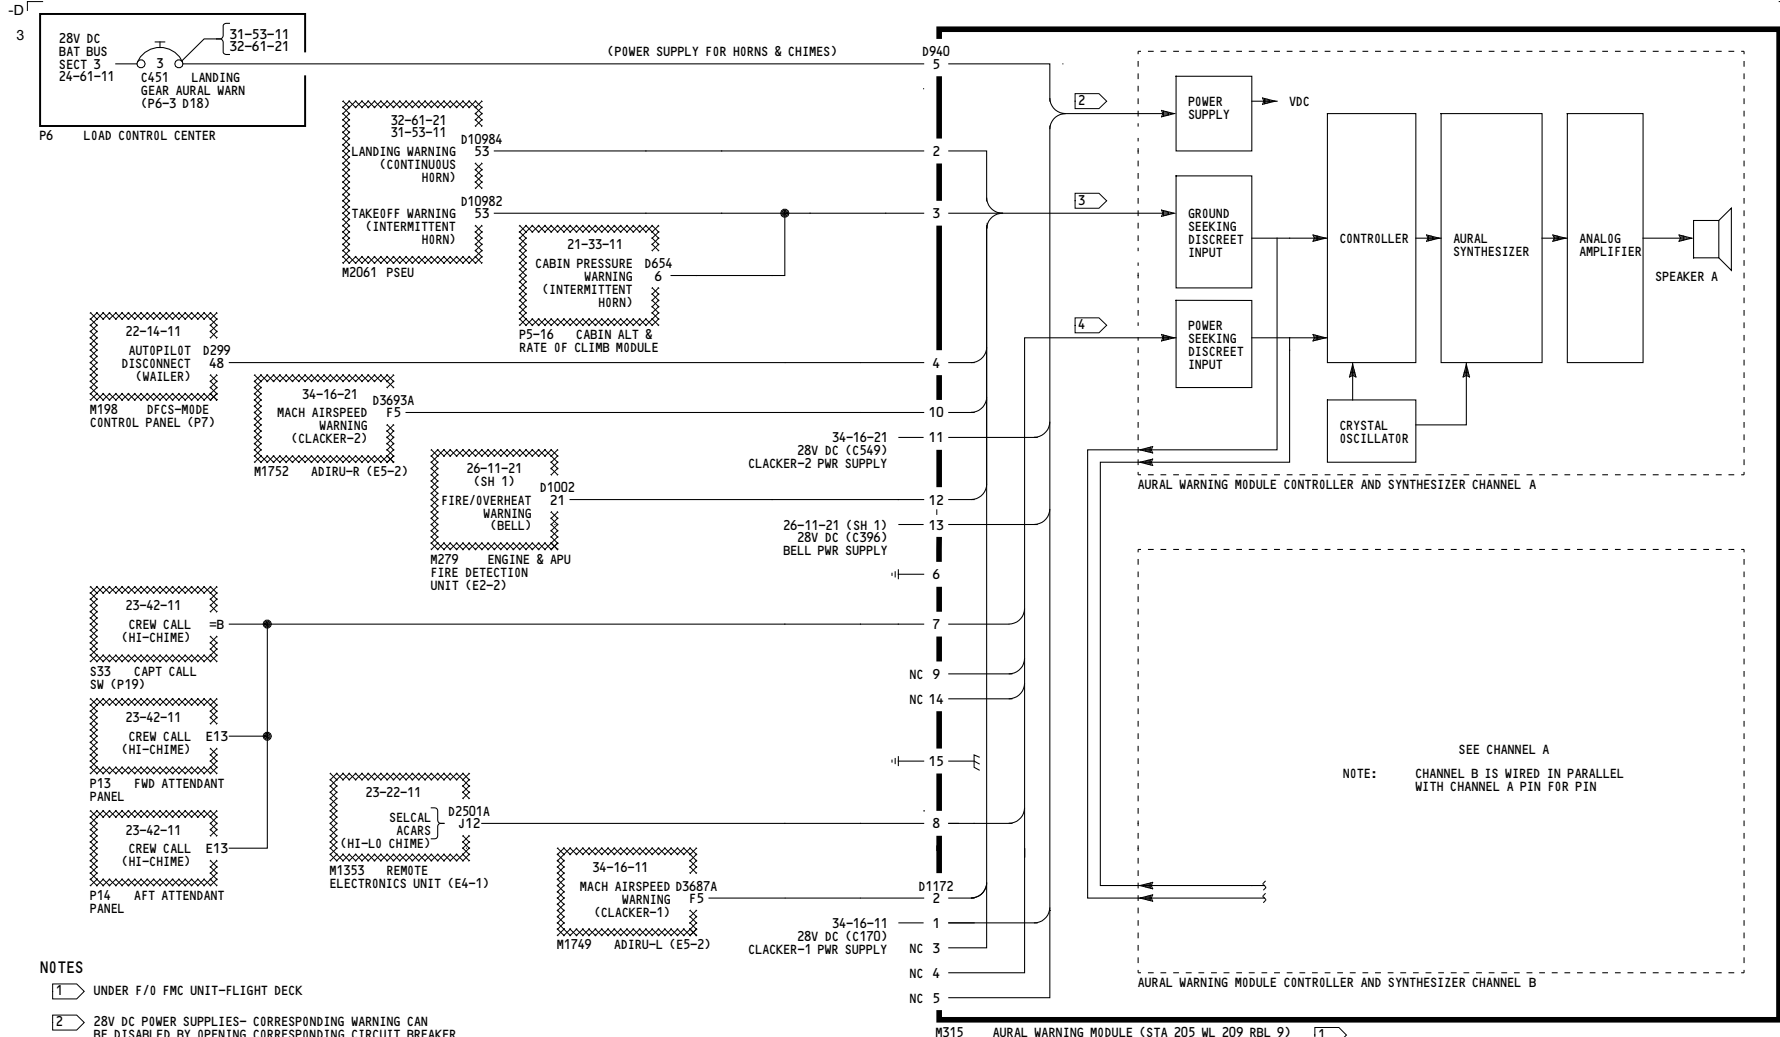 -D
3
28V DC
BAT BUS
SECT 3
24-61-11
3
31-53-11
32-61-21
C451 LANDING
GEAR AURAL WARN
(P6-3 D18)
P6 LOAD CONTROL CENTER
(POWER SUPPLY FOR HORNS & CHIMES)
D940
5
32-61-21
31-53-11
D10984
LANDING WARNING 53
(CONTINUOUS
HORN)
2
D10982
TAKEOFF WARNING 53
(INTERMITTENT
HORN)
3
M2061 PSEU
21-33-11
CABIN PRESSURE D654
WARNING 6
(INTERMITTENT
HORN)
P5-16 CABIN ALT &
RATE OF CLIMB MODULE
22-14-11
AUTOPILOT D299
DISCONNECT 48
(WAILER)
4
M198 DFCS-MODE
CONTROL PANEL (P7)
34-16-21
D3693A
MACH AIRSPEED F5
WARNING
(CLACKER-2)
10
M1752 ADIRU-R (E5-2)
34-16-21 11
28V DC (C549)
CLACKER-2 PWR SUPPLY
26-11-21
(SH 1)
D1002
FIRE/OVERHEAT 21
WARNING
(BELL)
12
M279 ENGINE & APU
FIRE DETECTION
UNIT (E2-2)
26-11-21 (SH 1) 13
28V DC (C396)
BELL PWR SUPPLY
6
23-42-11
CREW CALL =B
(HI-CHIME)
7
S33 CAPT CALL
SW (P19)
NC 9
NC 14
23-42-11
CREW CALL E13
(HI-CHIME)
P13 FWD ATTENDANT
PANEL
15
23-42-11
CREW CALL E13
(HI-CHIME)
P14 AFT ATTENDANT
PANEL
23-22-11
D2501A
SELCAL J12
ACARS
(HI-LO CHIME)
8
M1353 REMOTE
ELECTRONICS UNIT (E4-1)
34-16-11
MACH AIRSPEED D3687A
WARNING F5
(CLACKER-1)
D1172
2
M1749 ADIRU-L (E5-2)
34-16-11 1
28V DC (C170)
CLACKER-1 PWR SUPPLY
NC 3
NC 4
NC 5
2
POWER
SUPPLY
VDC
3
GROUND
SEEKING
DISCREET
INPUT
4
POWER
SEEKING
DISCREET
INPUT
CONTROLLER
AURAL
SYNTHESIZER
ANALOG
AMPLIFIER
SPEAKER A
CRYSTAL
OSCILLATOR
AURAL WARNING MODULE CONTROLLER AND SYNTHESIZER CHANNEL A
SEE CHANNEL A
NOTE: CHANNEL B IS WIRED IN PARALLEL
WITH CHANNEL A PIN FOR PIN
AURAL WARNING MODULE CONTROLLER AND SYNTHESIZER CHANNEL B
M315 AURAL WARNING MODULE (STA 205 WL 209 RBL 9) 1
NOTES
1 UNDER F/O FMC UNIT-FLIGHT DECK
2 28V DC POWER SUPPLIES- CORRESPONDING WARNING CAN
BE DISABLED BY OPENING CORRESPONDING CIRCUIT BREAKER